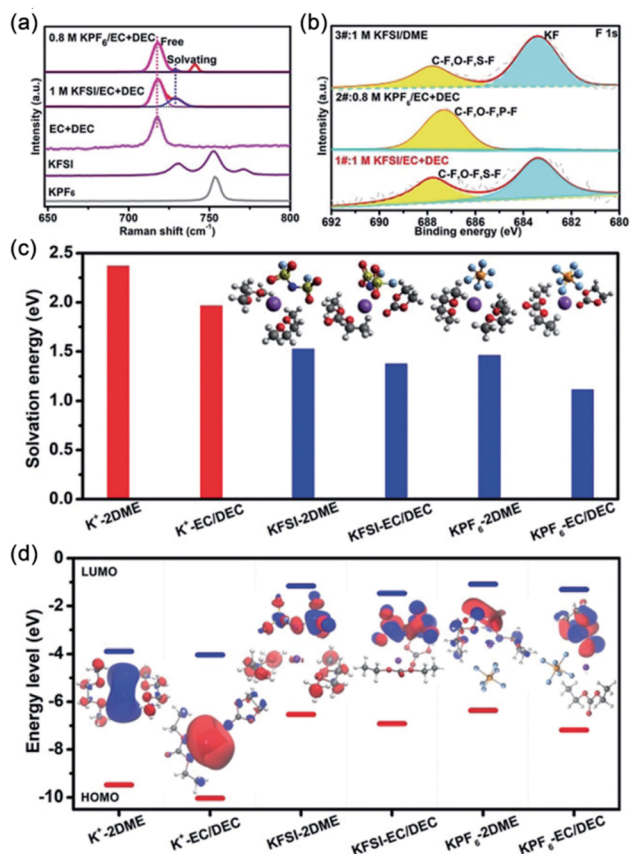 (a)
0.8 M KPF6/EC+DEC
Free
Solvating
1 M KFSI/EC+DEC
EC+DEC
KFSI
KPF6
Intensity (a.u.)
650
700
750
800
Raman shift (cm-1)
(b)
3#:1 M KFSI/DME
F 1s
KF
C-F,O-F,S-F
2#:0.8 M KPF6/EC+DEC
C-F,O-F,P-F
1#:1 M KFSI/EC+DEC
C-F,O-F,S-F
Intensity (a.u.)
692
690
688
686
684
682
680
Binding energy (eV)
(c)
Solvation energy (eV)
2.5
2.0
1.5
1.0
0.5
0.0
K+-2DME
K+-EC/DEC
KFSI-2DME
KFSI-EC/DEC
KPF6-2DME
KPF6-EC/DEC
(d)
Energy level (eV)
0
-2
-4
-6
-8
-10
LUMO
HOMO
K+-2DME
K+-EC/DEC
KFSI-2DME
KFSI-EC/DEC
KPF6-2DME
KPF6-EC/DEC